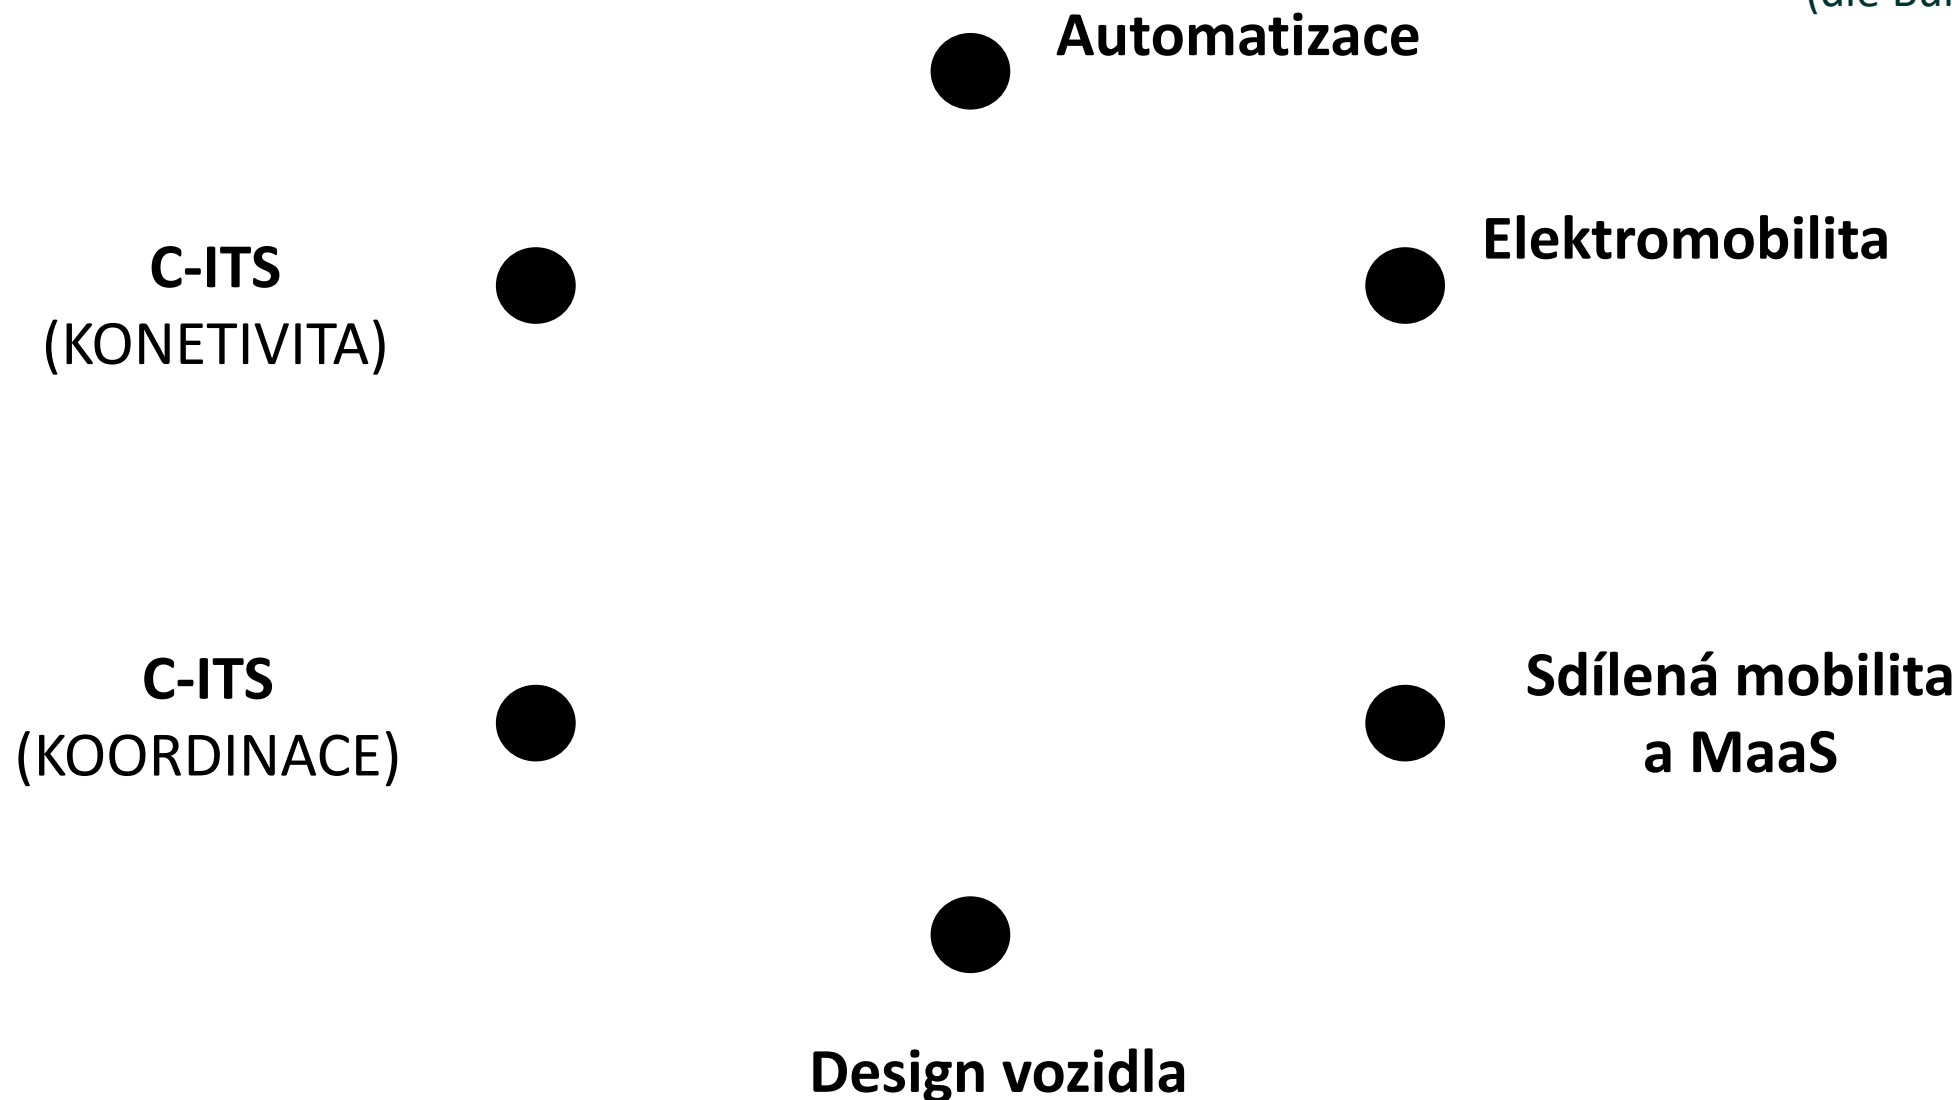 Automatizace
Elektromobilita
C-ITS
(KONETIVITA)
C-ITS
(KOORDINACE)
Sdílená mobilita
a MaaS
Design vozidla